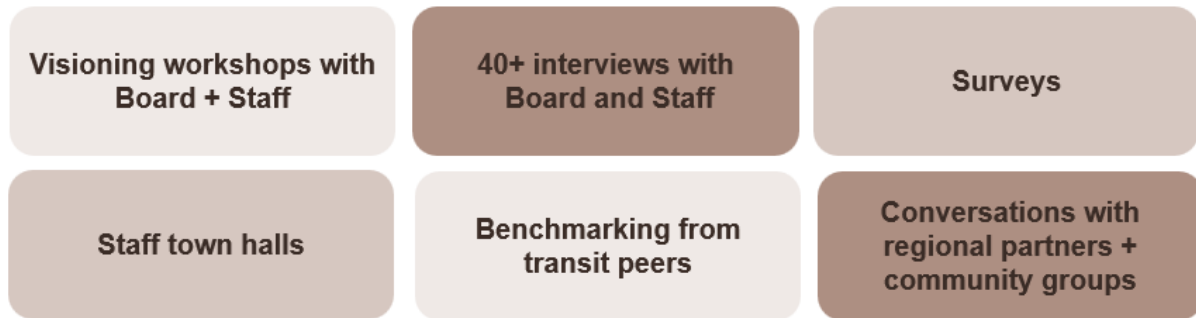 Visioning workshops with
Board + Staff
40+ interviews with
Board and Staff
Surveys
Staff town halls
Benchmarking from
transit peers
Conversations with
regional partners +
community groups